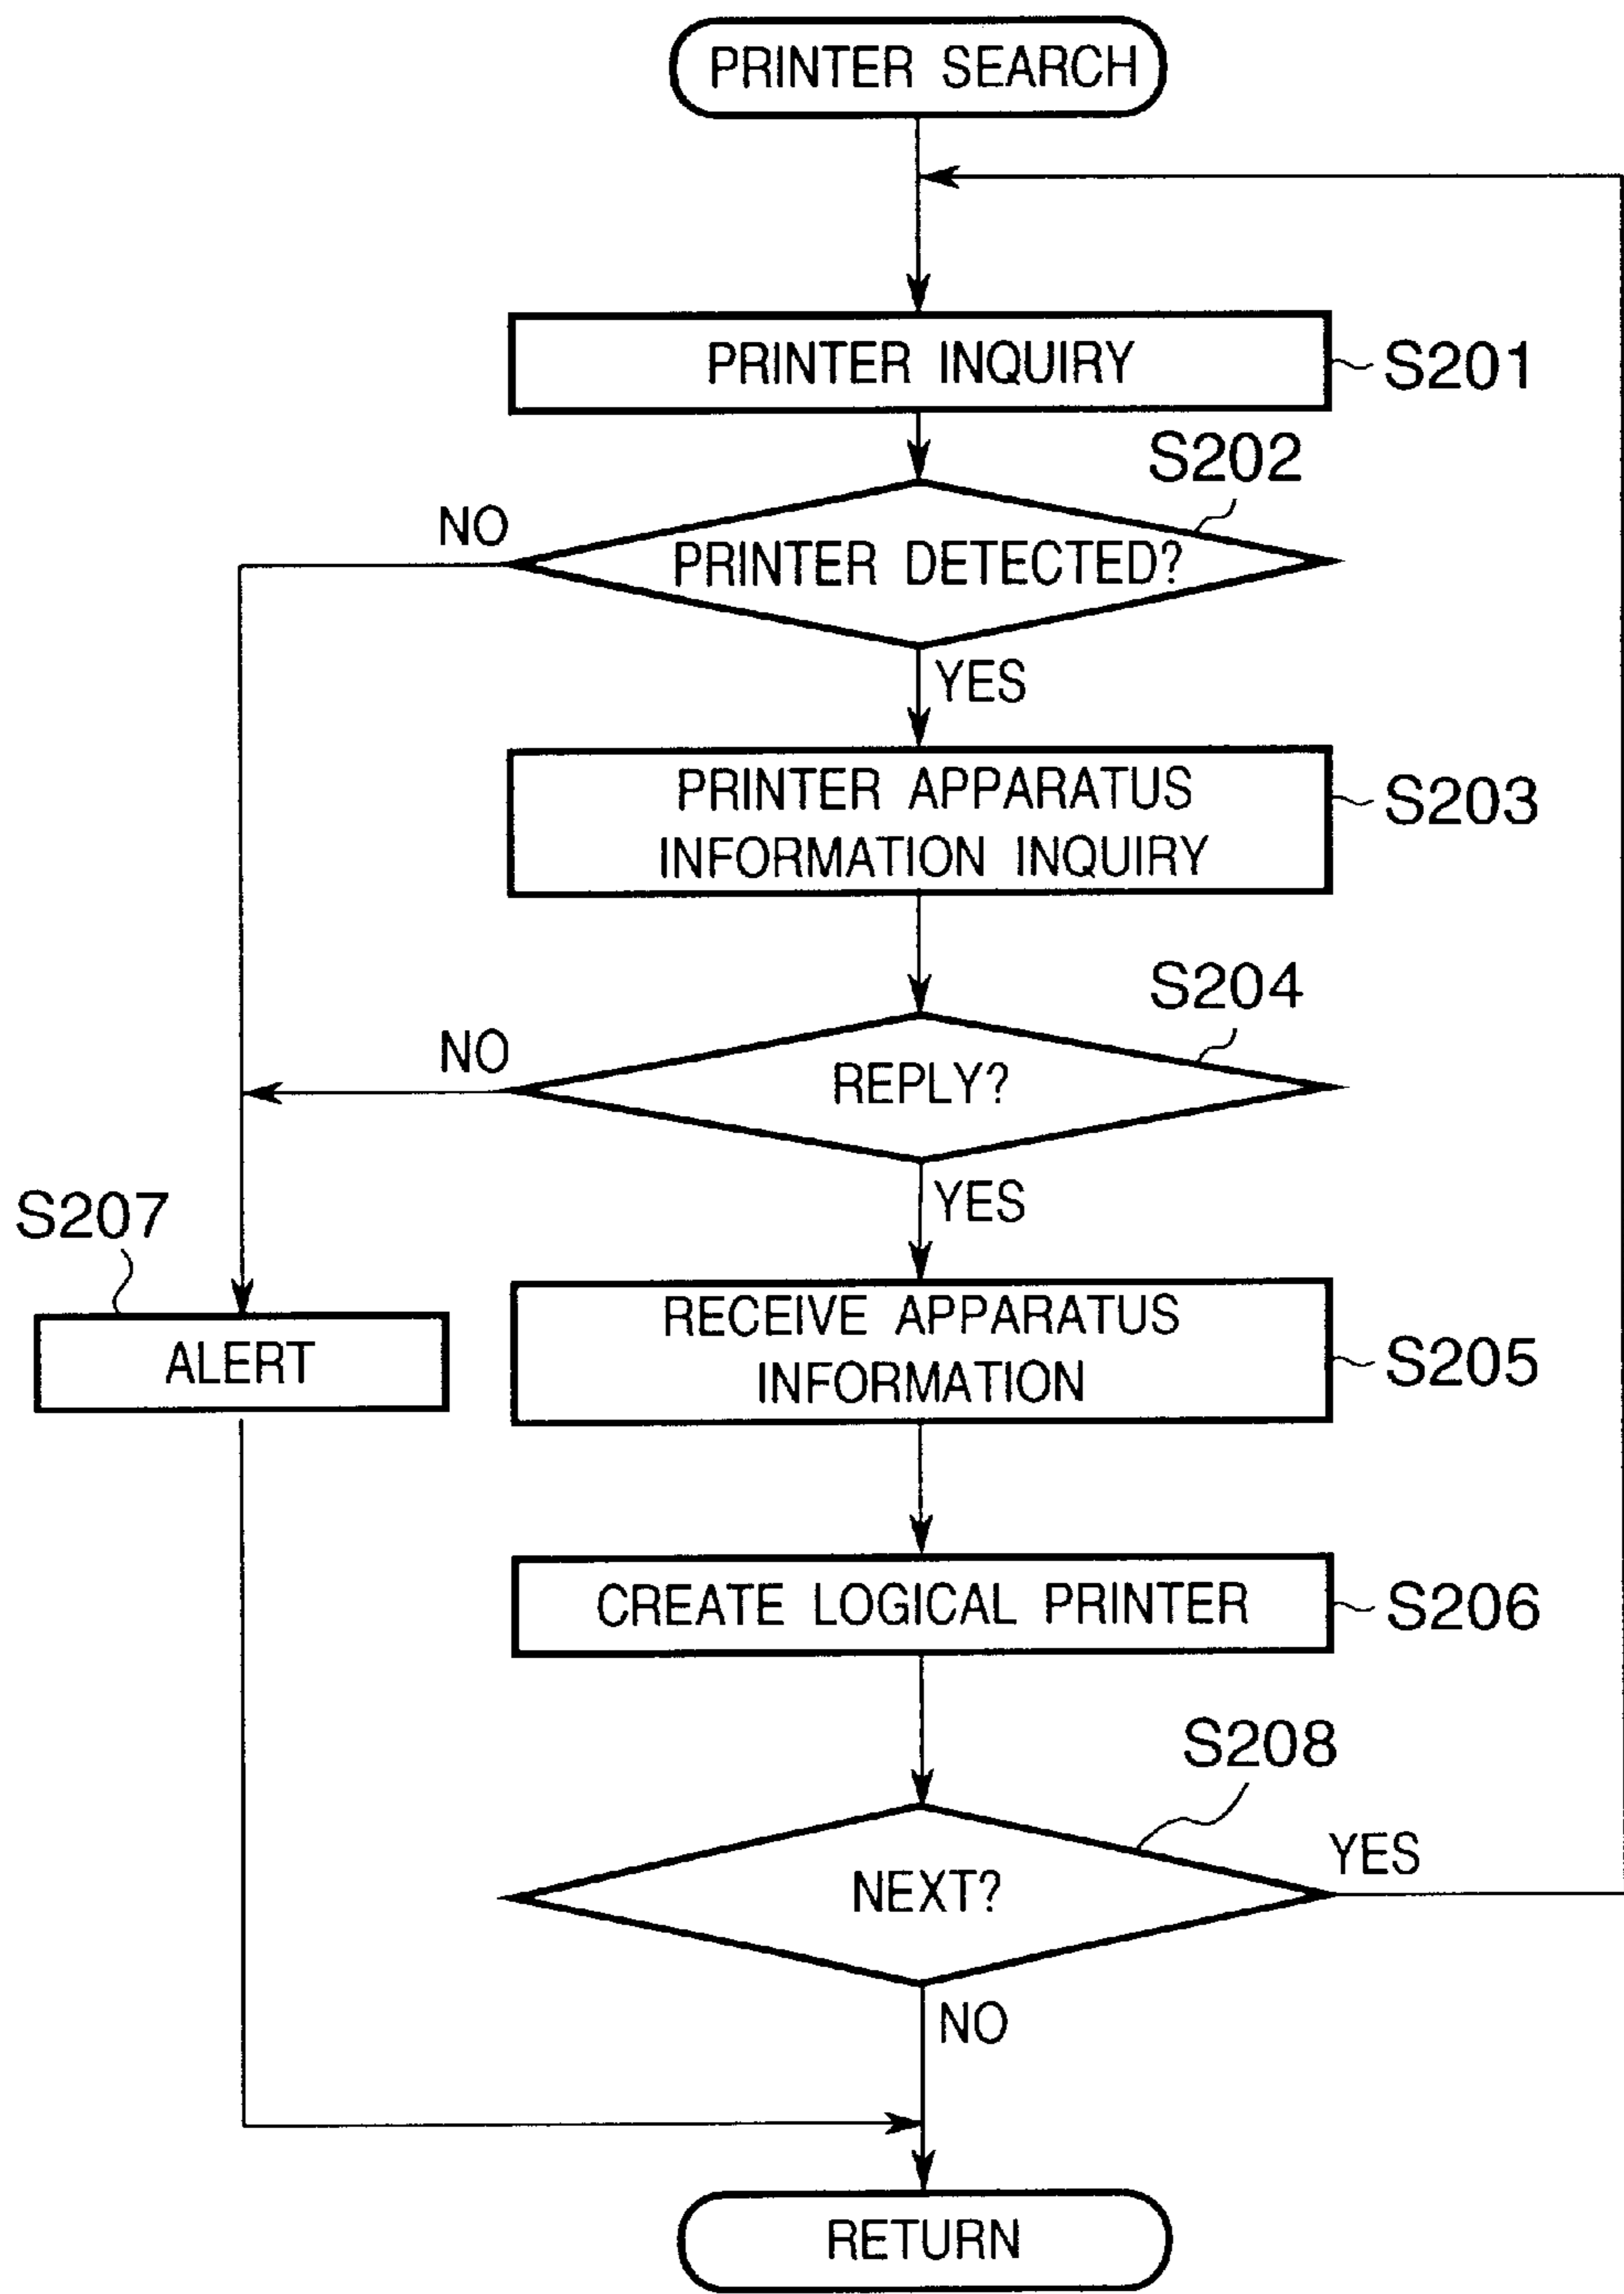 PRINTER SEARCH
PRINTER INQUIRY
S201
S202
NO
PRINTER DETECTED?
YES
PRINTER APPARATUS
INFORMATION INQUIRY
S203
S204
NO
REPLY?
YES
S207
ALERT
RECEIVE APPARATUS
INFORMATION
S205
CREATE LOGICAL PRINTER
S206
S208
NEXT?
YES
NO
RETURN